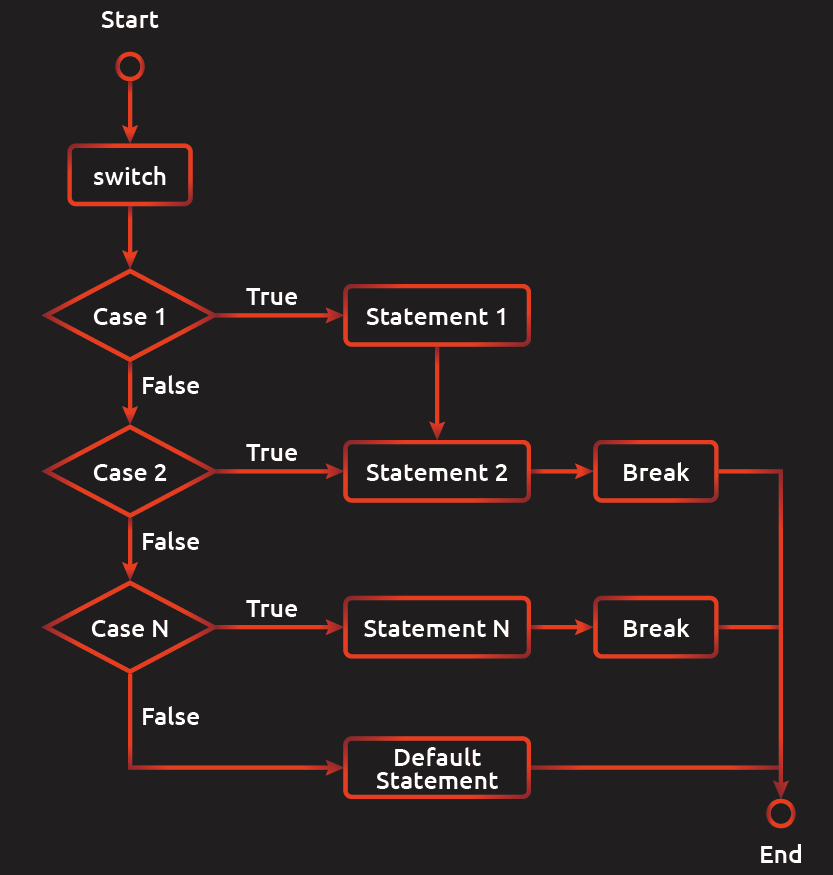 Start
switch
Case 1
True
Statement 1
False
Case 2
True
Statement 2
Break
False
Case N
True
Statement N
Break
False
Default
Statement
End